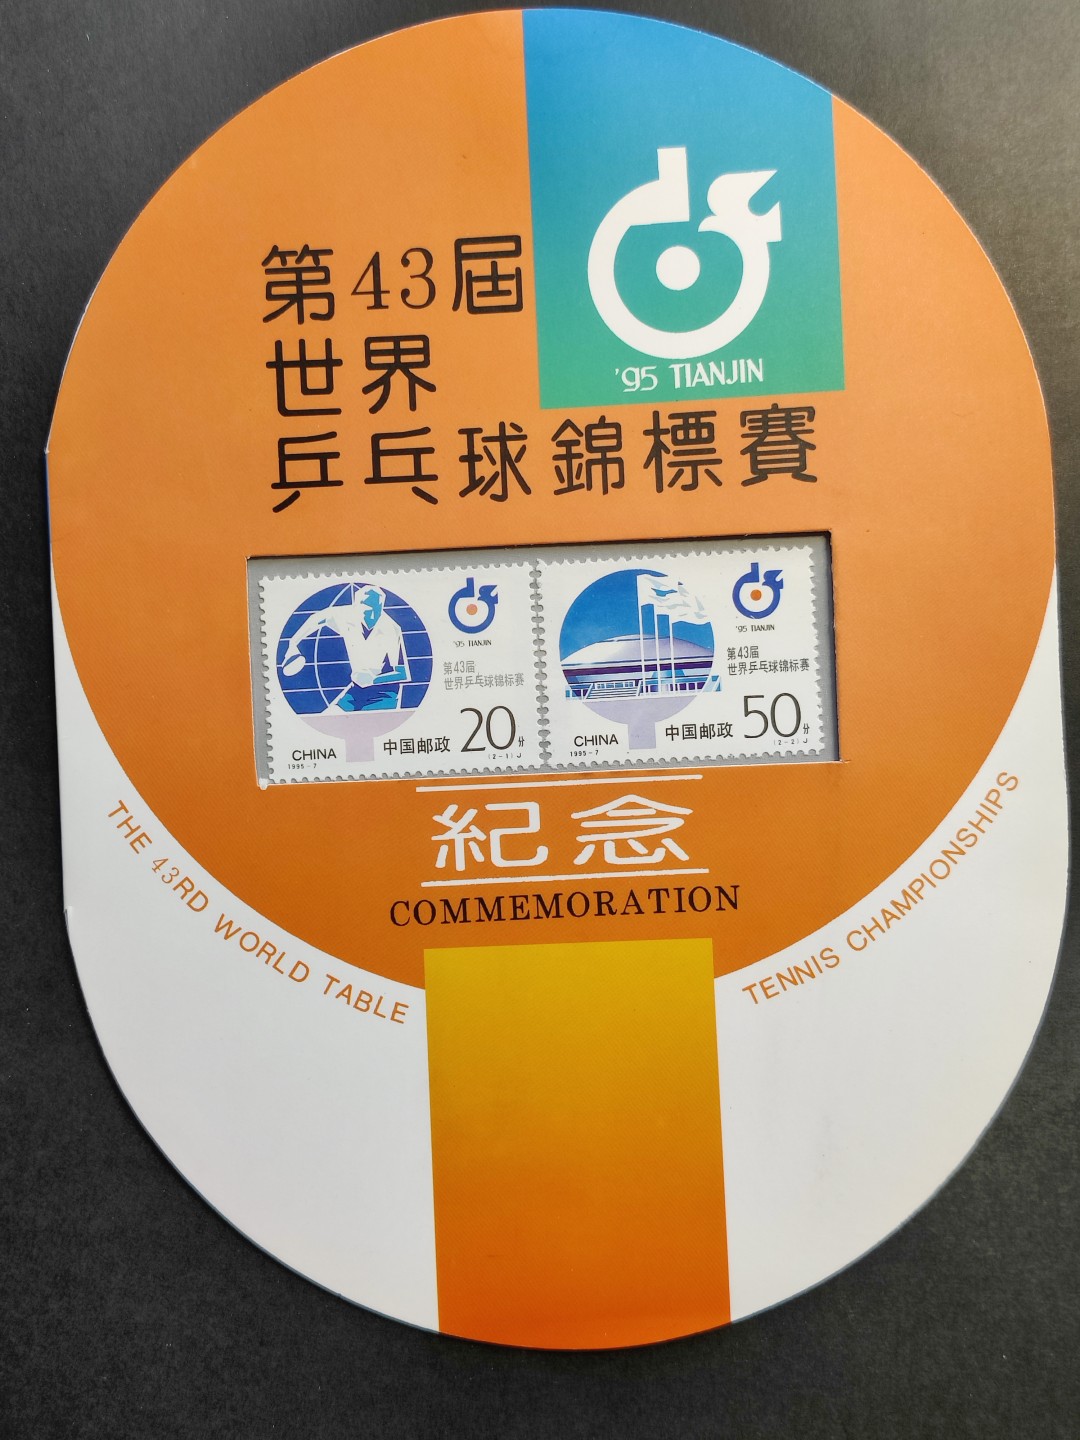 '95 TIANJIN
第43屆
世界
乒乓球錦標賽
'95 TIANJIN
第43届
世界乒乓球锦标赛
CHINA
1995-7
中国邮政
20分
(2-1)J
'95 TIANJIN
第43届
世界乒乓球锦标赛
CHINA
1995-7
中国邮政
50分
(2-2)J
紀念
COMMEMORATION
THE 43RD WORLD TABLE TENNIS CHAMPIONSHIPS